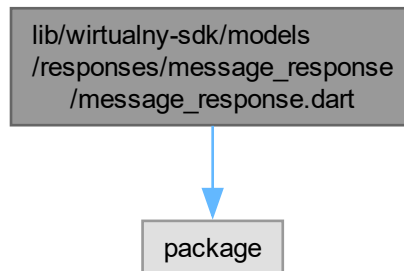 lib/wirtualny-sdk/models
/responses/message_response
/message_response.dart
package